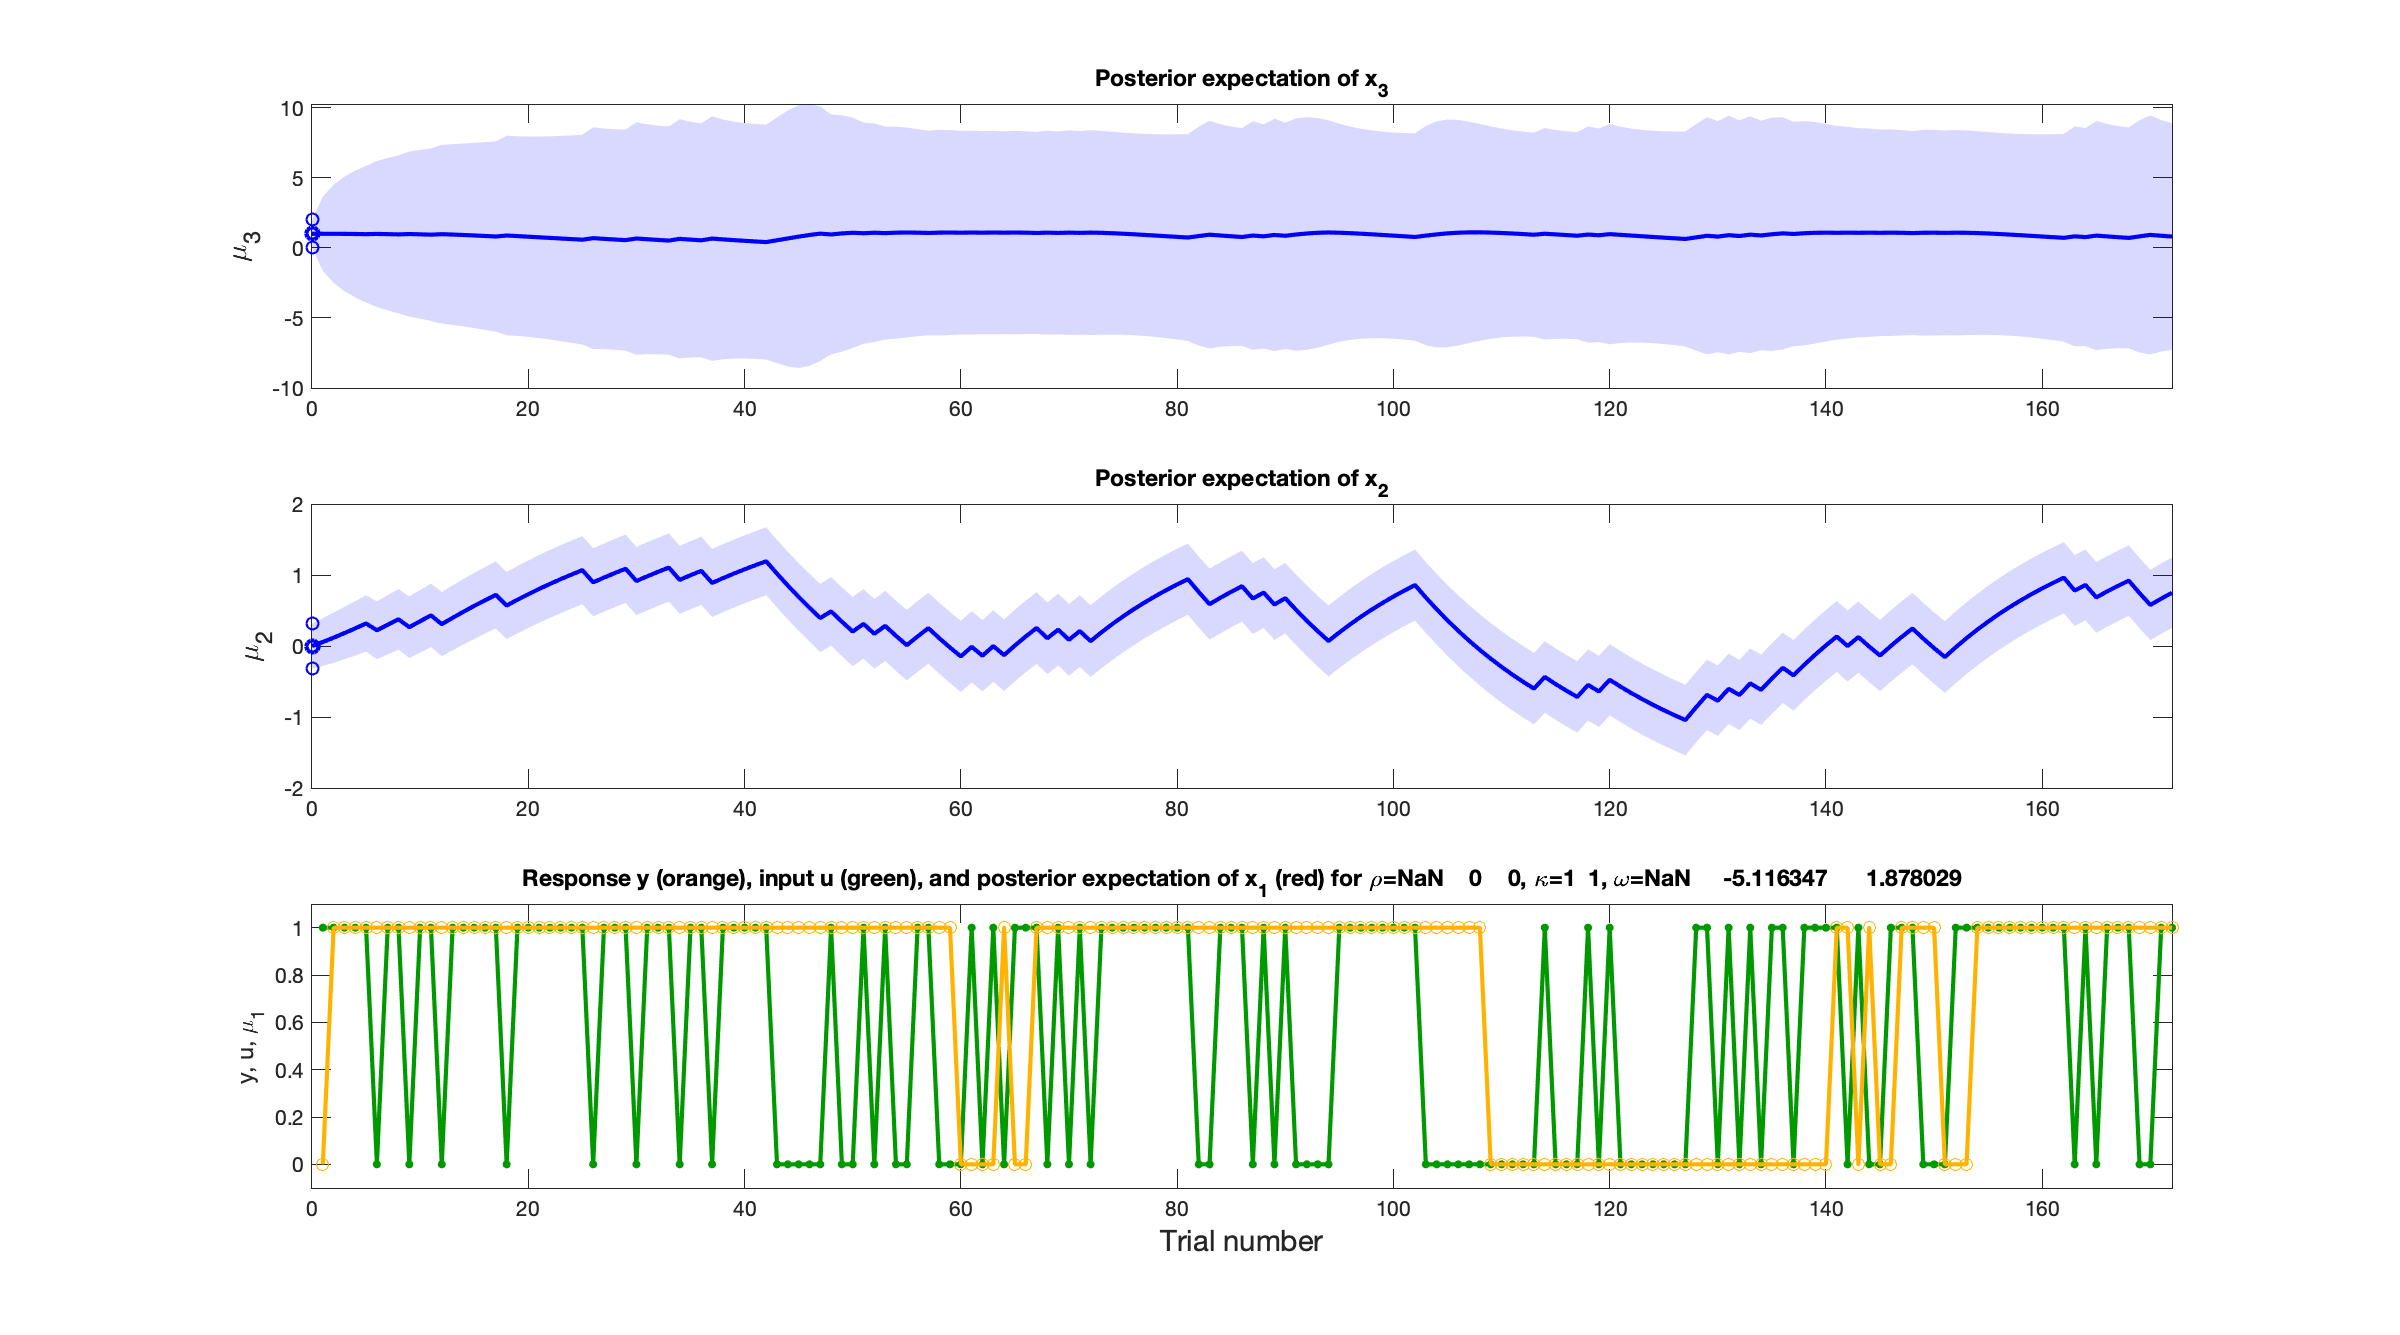 Posterior expectation of x3
10
5
0
-5
-10
μ3
0 20 40 60 80 100 120 140 160
Posterior expectation of x2
2
1
0
-1
-2
μ2
0 20 40 60 80 100 120 140 160
Response y (orange), input u (green), and posterior expectation of x1 (red) for ρ=NaN 0 0, κ=1 1, ω=NaN -5.116347 1.878029
1
0.8
0.6
0.4
0.2
0
y, u, μ1
0 20 40 60 80 100 120 140 160
Trial number